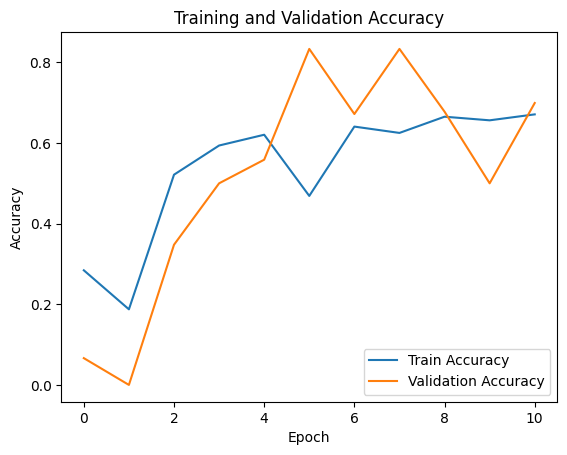 Training and Validation Accuracy
Accuracy
0.8
0.6
0.4
0.2
0.0
0 2 4 6 8 10
Epoch
Train Accuracy
Validation Accuracy